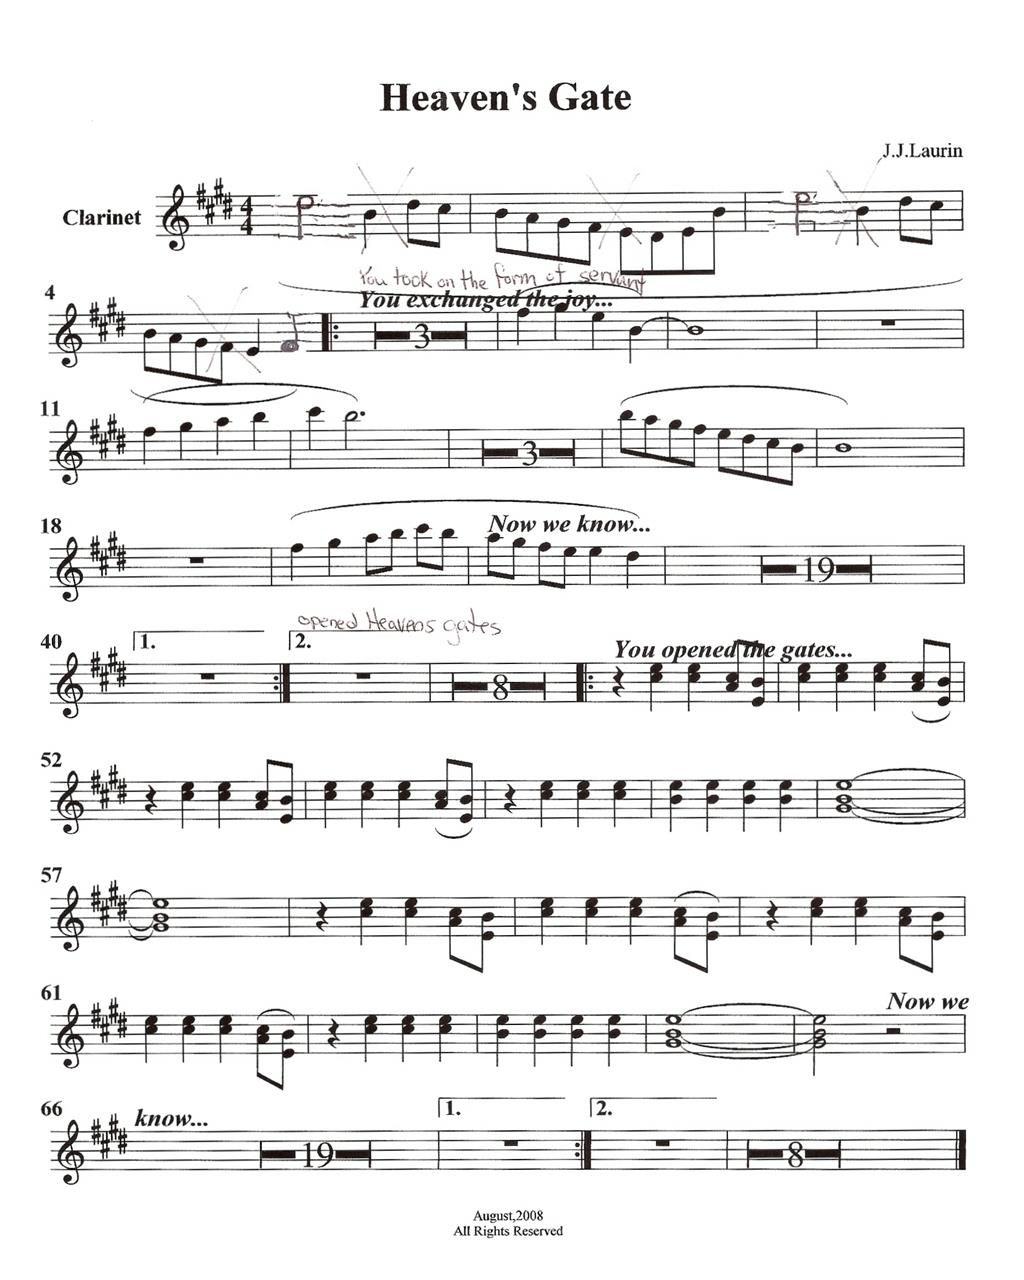 Heaven's Gate
J.J.Laurin
Clarinet
4
4
You took on the form of servant
4
You exchanged the joy...
3
11
3
18
Now we know...
19
opened Heavens gates
40
1.
2.
You opened the gates...
8
52
57
61
Now we
66
know...
1.
2.
19
8
August,2008
All Rights Reserved